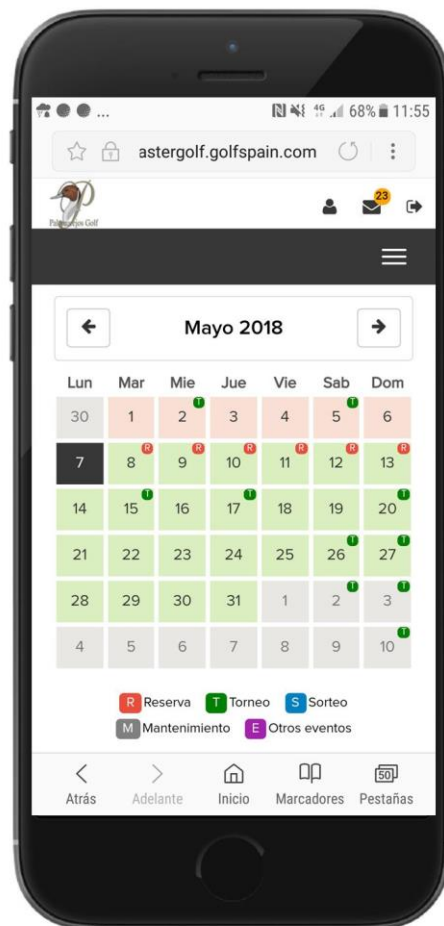 ... 4G 68% 11:55
astergolf.golfspain.com
23
Golf
Mayo 2018
Lun Mar Mie Jue Vie Sab Dom
T T
30 1 2 3 4 5 6
R R R R R R
7 8 9 10 11 12 13
T T T
14 15 16 17 18 19 20
T T
21 22 23 24 25 26 27
T T
28 29 30 31 1 2 3
T
4 5 6 7 8 9 10
R Reserva T Torneo S Sorteo
M Mantenimiento E Otros eventos
50
Atrás Adelante Inicio Marcadores Pestañas